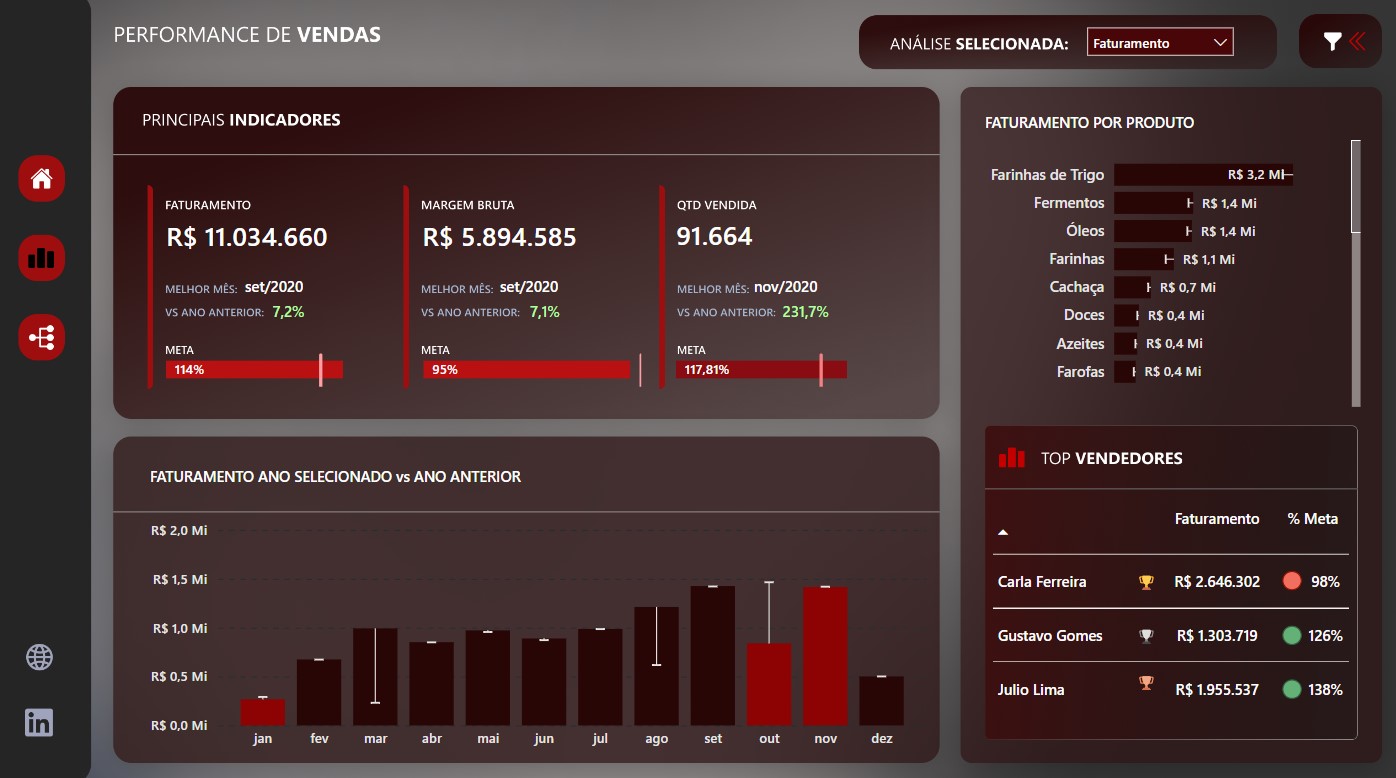 PERFORMANCE DE VENDAS
ANÁLISE SELECIONADA:
Faturamento
PRINCIPAIS INDICADORES
FATURAMENTO
R$ 11.034.660
MELHOR MÊS: set/2020
VS ANO ANTERIOR: 7,2%
META
114%
MARGEM BRUTA
R$ 5.894.585
MELHOR MÊS: set/2020
VS ANO ANTERIOR: 7,1%
META
95%
QTD VENDIDA
91.664
MELHOR MÊS: nov/2020
VS ANO ANTERIOR: 231,7%
META
117,81%
FATURAMENTO ANO SELECIONADO vs ANO ANTERIOR
R$ 2,0 Mi
R$ 1,5 Mi
R$ 1,0 Mi
R$ 0,5 Mi
R$ 0,0 Mi
jan fev mar abr mai jun jul ago set out nov dez
FATURAMENTO POR PRODUTO
Farinhas de Trigo R$ 3,2 Mi
Fermentos R$ 1,4 Mi
Óleos R$ 1,4 Mi
Farinhas R$ 1,1 Mi
Cachaça R$ 0,7 Mi
Doces R$ 0,4 Mi
Azeites R$ 0,4 Mi
Farofas R$ 0,4 Mi
TOP VENDEDORES
Faturamento % Meta
Carla Ferreira R$ 2.646.302 98%
Gustavo Gomes R$ 1.303.719 126%
Julio Lima R$ 1.955.537 138%
in